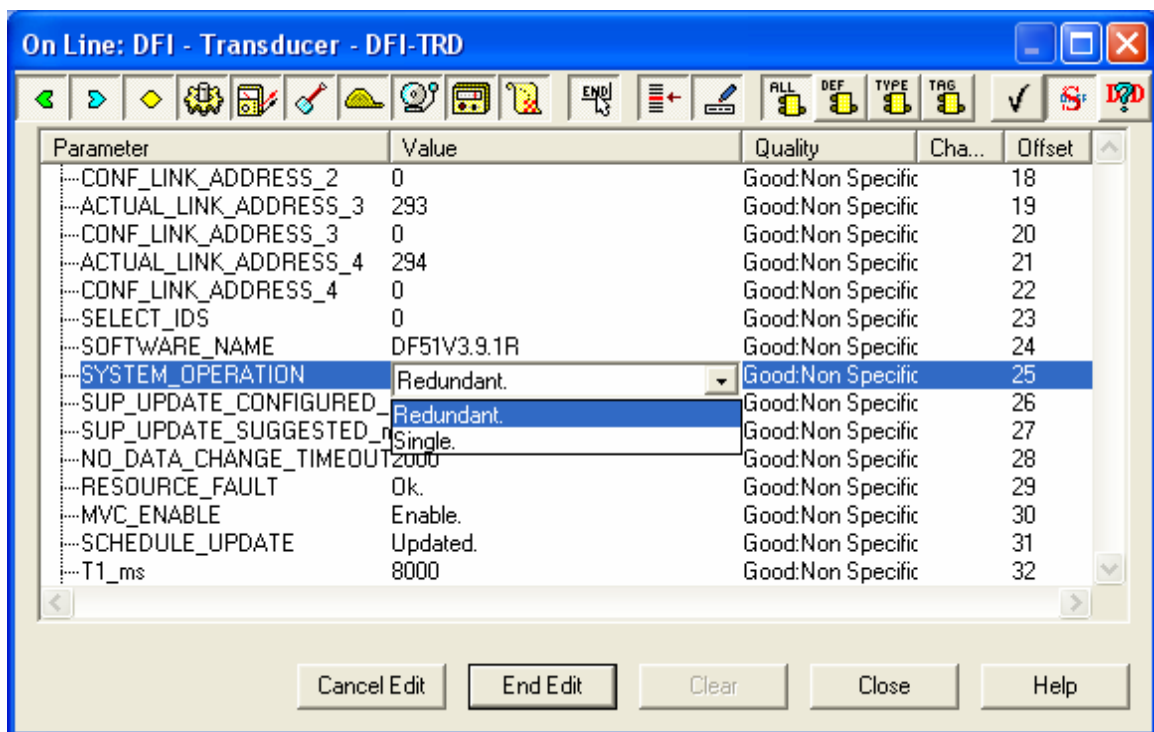 On Line: DFI - Transducer - DFI-TRD
END ALL DEF TYPE TAG
Parameter Value Quality Cha... Offset
CONF_LINK_ADDRESS_2 0 Good:Non Specific 18
ACTUAL_LINK_ADDRESS_3 293 Good:Non Specific 19
CONF_LINK_ADDRESS_3 0 Good:Non Specific 20
ACTUAL_LINK_ADDRESS_4 294 Good:Non Specific 21
CONF_LINK_ADDRESS_4 0 Good:Non Specific 22
SELECT_IDS 0 Good:Non Specific 23
SOFTWARE_NAME DF51V3.9.1R Good:Non Specific 24
SYSTEM_OPERATION Redundant. Good:Non Specific 25
SUP_UPDATE_CONFIGURED_ Redundant. Good:Non Specific 26
SUP_UPDATE_SUGGESTED_ Single. Good:Non Specific 27
NO_DATA_CHANGE_TIMEOUT 2000 Good:Non Specific 28
RESOURCE_FAULT Ok. Good:Non Specific 29
MVC_ENABLE Enable. Good:Non Specific 30
SCHEDULE_UPDATE Updated. Good:Non Specific 31
T1_ms 8000 Good:Non Specific 32
Cancel Edit End Edit Clear Close Help